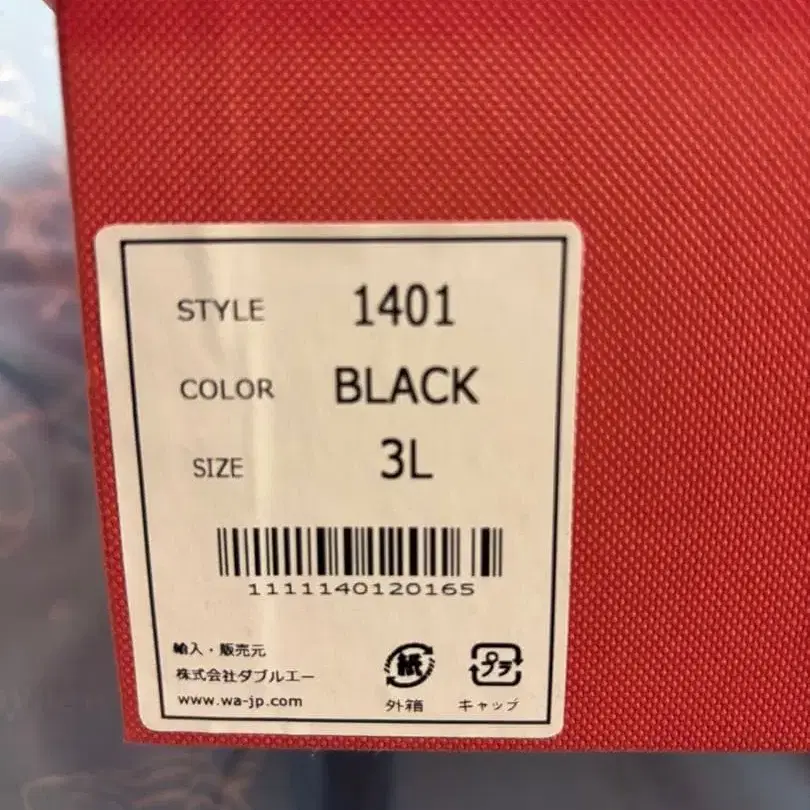 STYLE 1401
COLOR BLACK
SIZE 3L
1111140120165
輸入・販売元
株式会社ダブルエー
www.wa-jp.com
紙
プラ
外箱 キャップ